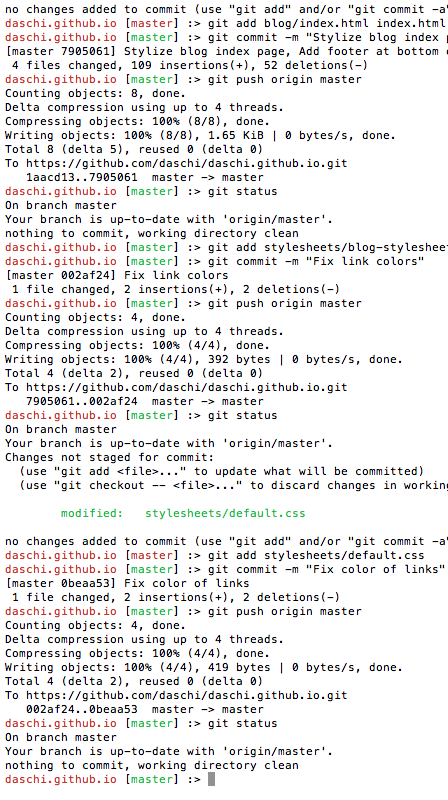 no changes added to commit (use "git add" and/or "git commit -a"
daschi.github.io [master] :> git add blog/index.html index.html
daschi.github.io [master] :> git commit -m "Stylize blog index p
[master 7905061] Stylize blog index page, Add footer at bottom o
 4 files changed, 109 insertions(+), 52 deletions(-)
daschi.github.io [master] :> git push origin master
Counting objects: 8, done.
Delta compression using up to 4 threads.
Compressing objects: 100% (8/8), done.
Writing objects: 100% (8/8), 1.65 KiB | 0 bytes/s, done.
Total 8 (delta 5), reused 0 (delta 0)
To https://github.com/daschi/daschi.github.io.git
   1aacd13..7905061  master -> master
daschi.github.io [master] :> git status
On branch master
Your branch is up-to-date with 'origin/master'.
nothing to commit, working directory clean
daschi.github.io [master] :> git add stylesheets/blog-styleshee
daschi.github.io [master] :> git commit -m "Fix link colors"
[master 002af24] Fix link colors
 1 file changed, 2 insertions(+), 2 deletions(-)
daschi.github.io [master] :> git push origin master
Counting objects: 4, done.
Delta compression using up to 4 threads.
Compressing objects: 100% (4/4), done.
Writing objects: 100% (4/4), 392 bytes | 0 bytes/s, done.
Total 4 (delta 2), reused 0 (delta 0)
To https://github.com/daschi/daschi.github.io.git
   7905061..002af24  master -> master
daschi.github.io [master] :> git status
On branch master
Your branch is up-to-date with 'origin/master'.
Changes not staged for commit:
  (use "git add <file>..." to update what will be committed)
  (use "git checkout -- <file>..." to discard changes in working

        modified:   stylesheets/default.css

no changes added to commit (use "git add" and/or "git commit -a"
daschi.github.io [master] :> git add stylesheets/default.css
daschi.github.io [master] :> git commit -m "Fix color of links"
[master 0beaa53] Fix color of links
 1 file changed, 2 insertions(+), 2 deletions(-)
daschi.github.io [master] :> git push origin master
Counting objects: 4, done.
Delta compression using up to 4 threads.
Compressing objects: 100% (4/4), done.
Writing objects: 100% (4/4), 419 bytes | 0 bytes/s, done.
Total 4 (delta 2), reused 0 (delta 0)
To https://github.com/daschi/daschi.github.io.git
   002af24..0beaa53  master -> master
daschi.github.io [master] :> git status
On branch master
Your branch is up-to-date with 'origin/master'.
nothing to commit, working directory clean
daschi.github.io [master] :>